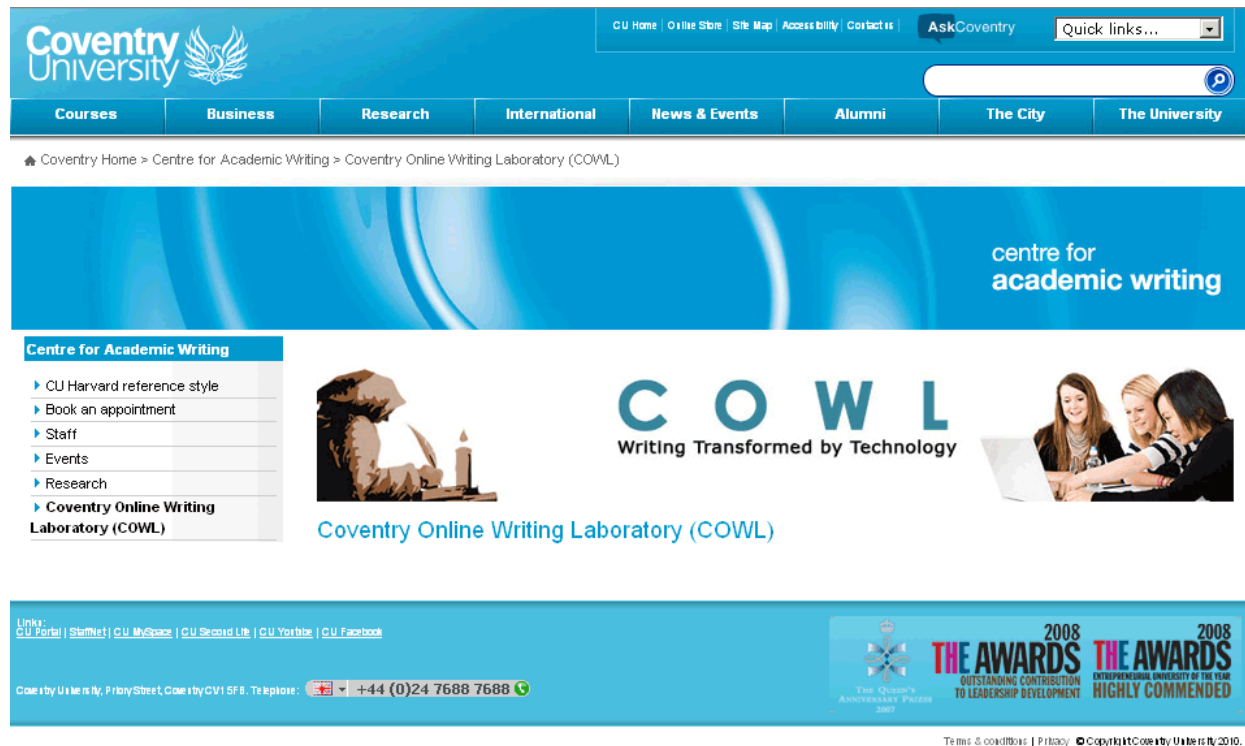 Coventry
University
CU Home | Online Store | Site Map | Accessibility | Contact us |
AskCoventry
Quick links...
Courses Business Research International News & Events Alumni The City The University
Coventry Home > Centre for Academic Writing > Coventry Online Writing Laboratory (COWL)
centre for
academic writing
Centre for Academic Writing
CU Harvard reference style
Book an appointment
Staff
Events
Research
Coventry Online Writing
Laboratory (COWL)
COWL
Writing Transformed by Technology
Coventry Online Writing Laboratory (COWL)
Links:
CU Portal | StaffNet | CU MySpace | CU Second Life | CU Youtube | CU Facebook
Coventry University, Priory Street, Coventry CV1 5FB. Telephone: +44 (0)24 7688 7688
The Queen's
Anniversary Prizes
2007
2008
THE AWARDS
OUTSTANDING CONTRIBUTION
TO LEADERSHIP DEVELOPMENT
2008
THE AWARDS
ENTREPRENEURIAL UNIVERSITY OF THE YEAR
HIGHLY COMMENDED
Terms & conditions | Privacy © Copyright Coventry University 2010.